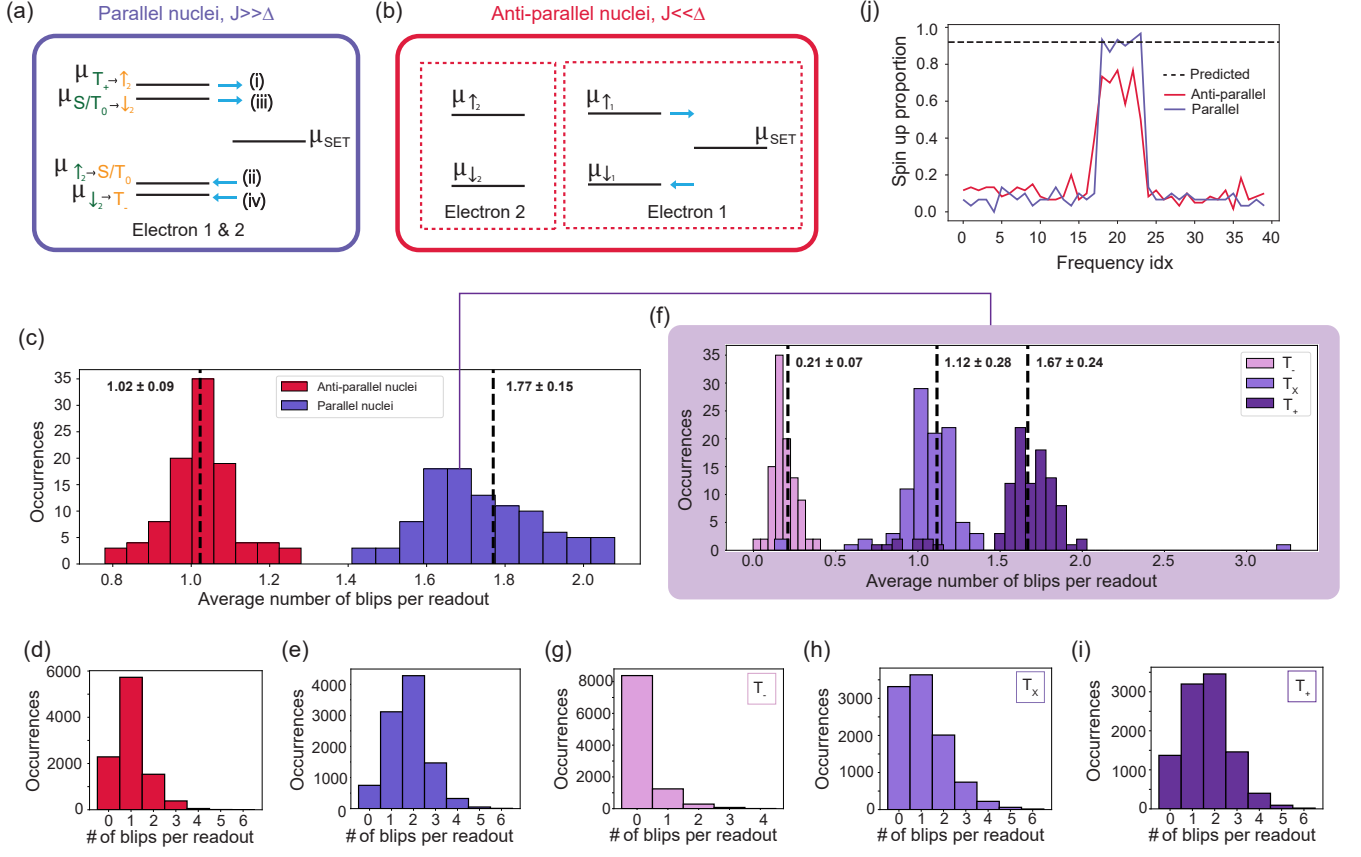 (a)
Parallel nuclei, J>>Δ
μ T₊→↑₂
(i)
μ S/T₀→↓₂
(iii)
μ SET
μ ↑₂→S/T₀
(ii)
μ ↓₂→T₋
(iv)
Electron 1 & 2
(b)
Anti-parallel nuclei, J<<Δ
μ↑₂
μ↓₂
Electron 2
μ↑₁
μ SET
μ↓₁
Electron 1
(j)
Spin up proportion
1.0
0.8
0.6
0.4
0.2
0.0
Predicted
Anti-parallel
Parallel
0 5 10 15 20 25 30 35 40
Frequency idx
(c)
Occurrences
35
30
25
20
15
10
5
0
1.02 ± 0.09
Anti-parallel nuclei
Parallel nuclei
1.77 ± 0.15
0.8 1.0 1.2 1.4 1.6 1.8 2.0
Average number of blips per readout
(f)
Occurrences
35
30
25
20
15
10
5
0
0.21 ± 0.07
1.12 ± 0.28
1.67 ± 0.24
T₋
Tₓ
T₊
0.0 0.5 1.0 1.5 2.0 2.5 3.0
Average number of blips per readout
(d)
Occurrences
6000
4000
2000
0
0 1 2 3 4 5 6
# of blips per readout
(e)
Occurrences
4000
3000
2000
1000
0
0 1 2 3 4 5 6
# of blips per readout
(g)
Occurrences
8000
6000
4000
2000
0
T₋
0 1 2 3 4
# of blips per readout
(h)
Occurrences
3000
2000
1000
0
Tₓ
0 1 2 3 4 5 6
# of blips per readout
(i)
Occurrences
3000
2000
1000
0
T₊
0 1 2 3 4 5 6
# of blips per readout